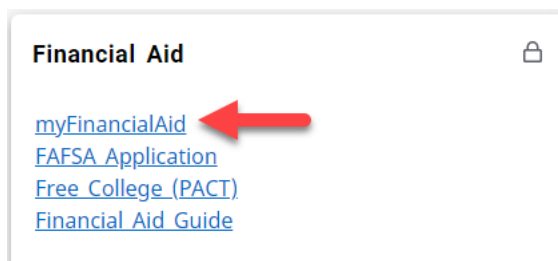 Financial Aid
myFinancialAid
FAFSA Application
Free College (PACT)
Financial Aid Guide